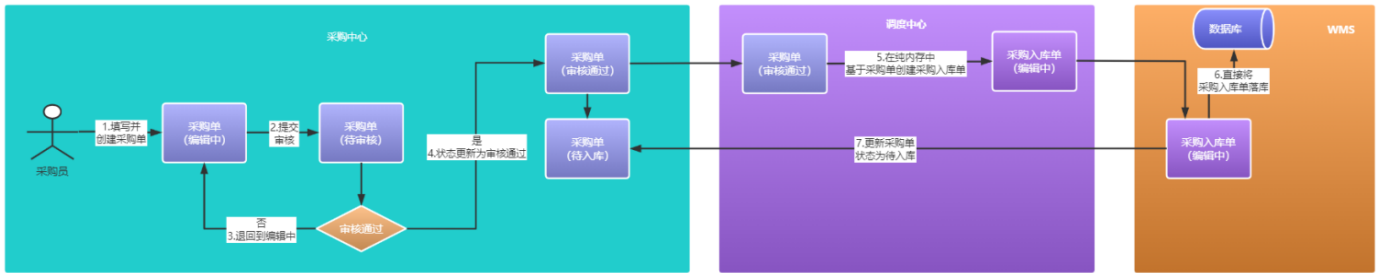 采购中心
采购员
1.填写并
创建采购单
采购单
(编辑中)
2.提交
审核
采购单
(待审核)
审核通过
否
3.退回到编辑中
是
4.状态更新为审核通过
采购单
(审核通过)
采购单
(待入库)
调度中心
采购单
(审核通过)
5.在纯内存中
基于采购单创建采购入库单
采购入库单
(编辑中)
7.更新采购单
状态为待入库
WMS
数据库
6.直接将
采购入库单落库
采购入库单
(编辑中)